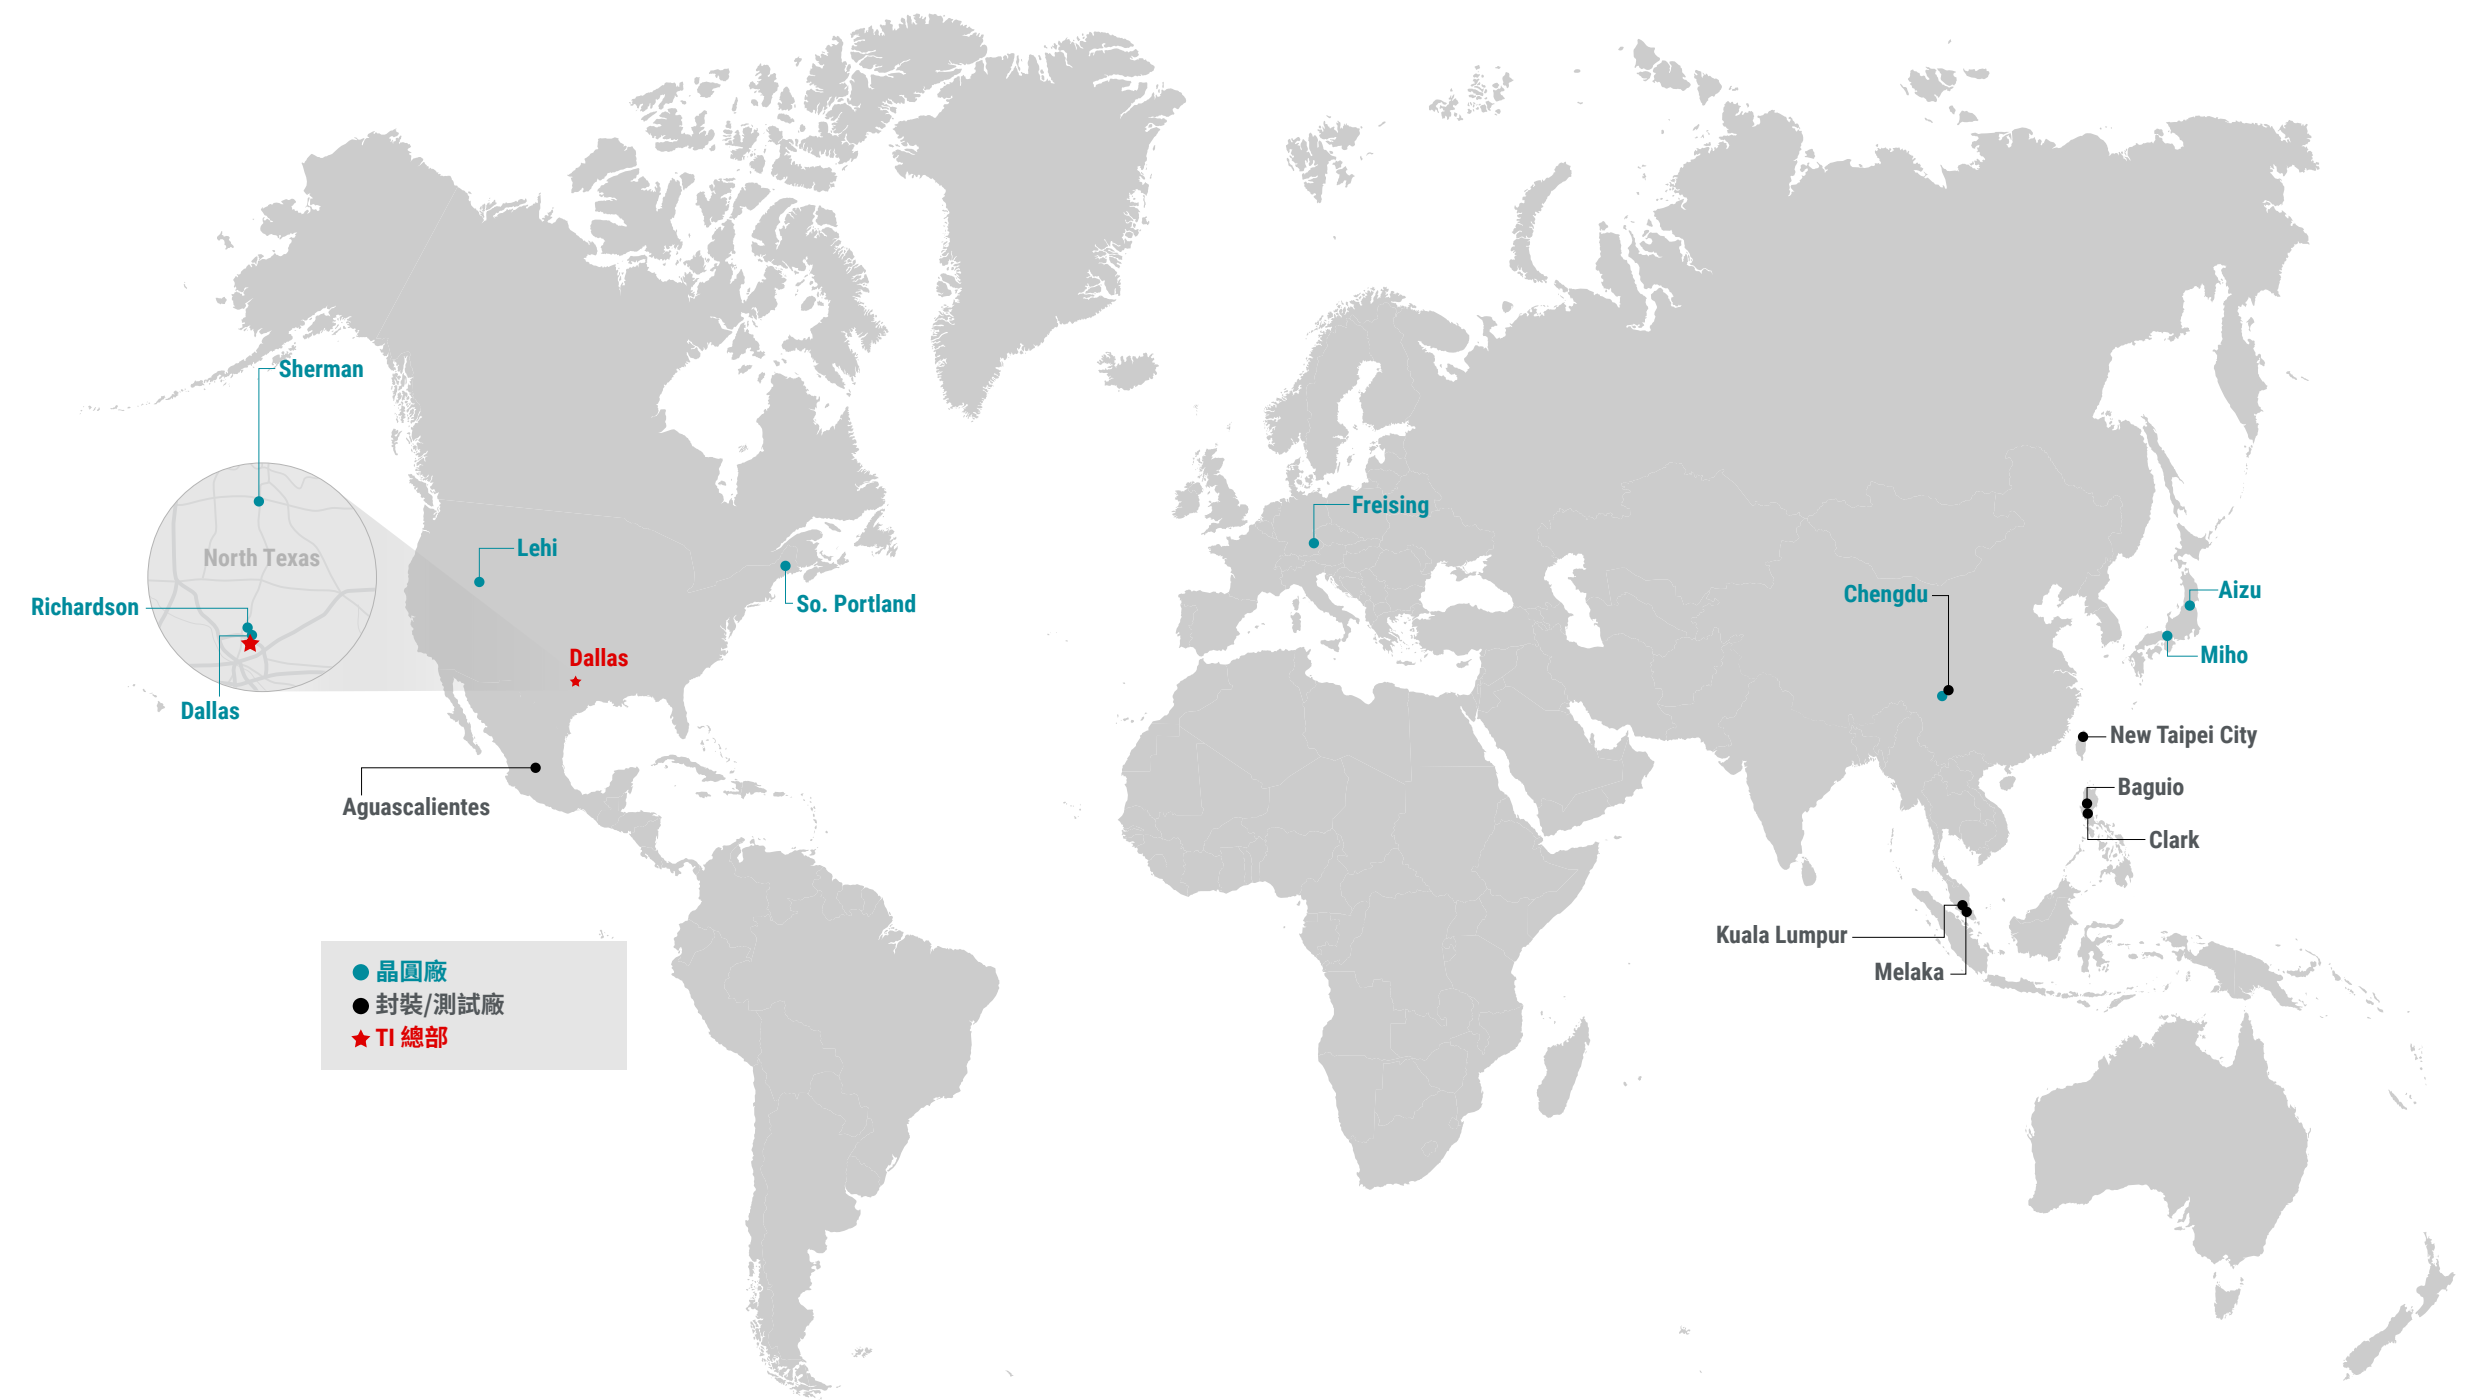 Sherman
North Texas
Richardson
Dallas
Lehi
So. Portland
Dallas
Aguascalientes
Freising
Chengdu
Aizu
Miho
New Taipei City
Baguio
Clark
Kuala Lumpur
Melaka
晶圓廠
封裝/測試廠
TI 總部